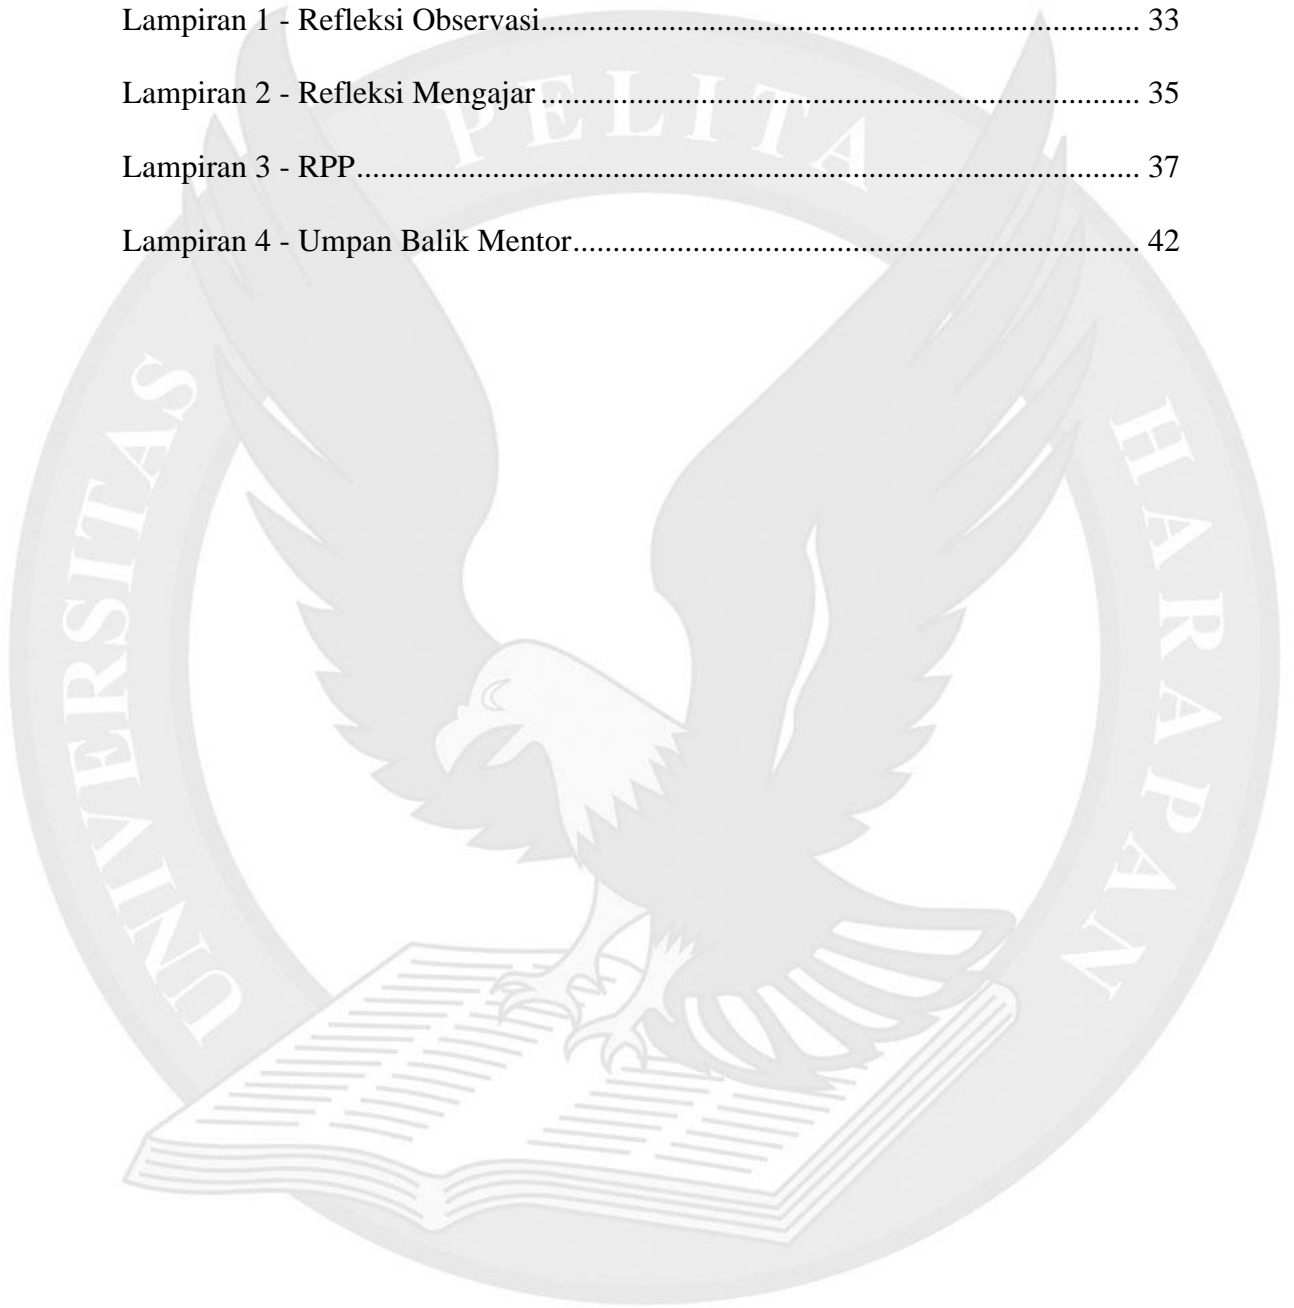 Lampiran 1 - Refleksi Observasi........................................................................... 33
Lampiran 2 - Refleksi Mengajar ........................................................................... 35
Lampiran 3 - RPP.................................................................................................. 37
Lampiran 4 - Umpan Balik Mentor....................................................................... 42
UNIVERSITAS PELITA HARAPAN